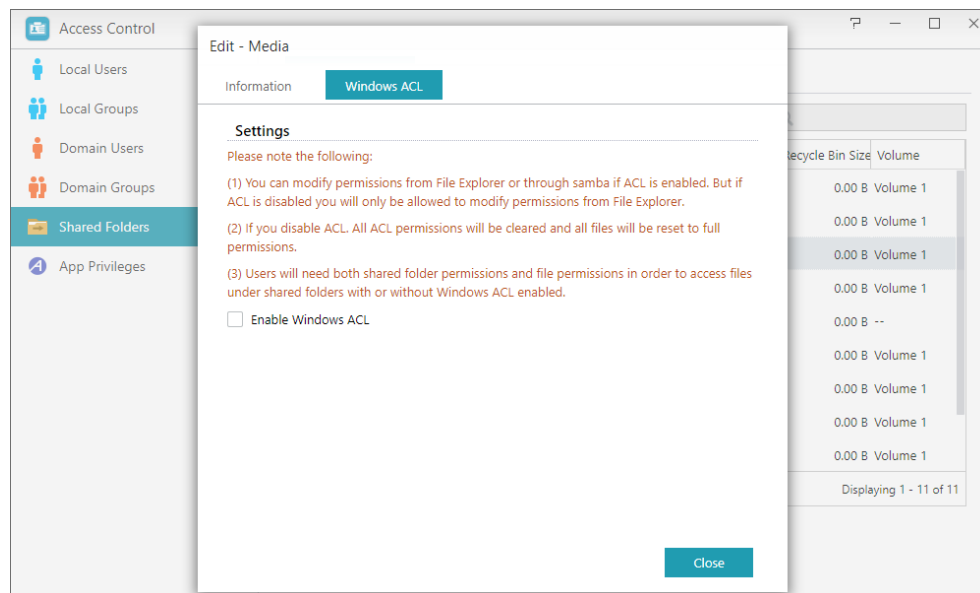 Access Control
Local Users
Local Groups
Domain Users
Domain Groups
Shared Folders
App Privileges
Edit - Media
Information
Windows ACL
Settings
Please note the following:
(1) You can modify permissions from File Explorer or through samba if ACL is enabled. But if
ACL is disabled you will only be allowed to modify permissions from File Explorer.
(2) If you disable ACL. All ACL permissions will be cleared and all files will be reset to full
permissions.
(3) Users will need both shared folder permissions and file permissions in order to access files
under shared folders with or without Windows ACL enabled.
Enable Windows ACL
Close
Recycle Bin Size Volume
0.00 B Volume 1
0.00 B Volume 1
0.00 B Volume 1
0.00 B Volume 1
0.00 B --
0.00 B Volume 1
0.00 B Volume 1
0.00 B Volume 1
0.00 B Volume 1
Displaying 1 - 11 of 11